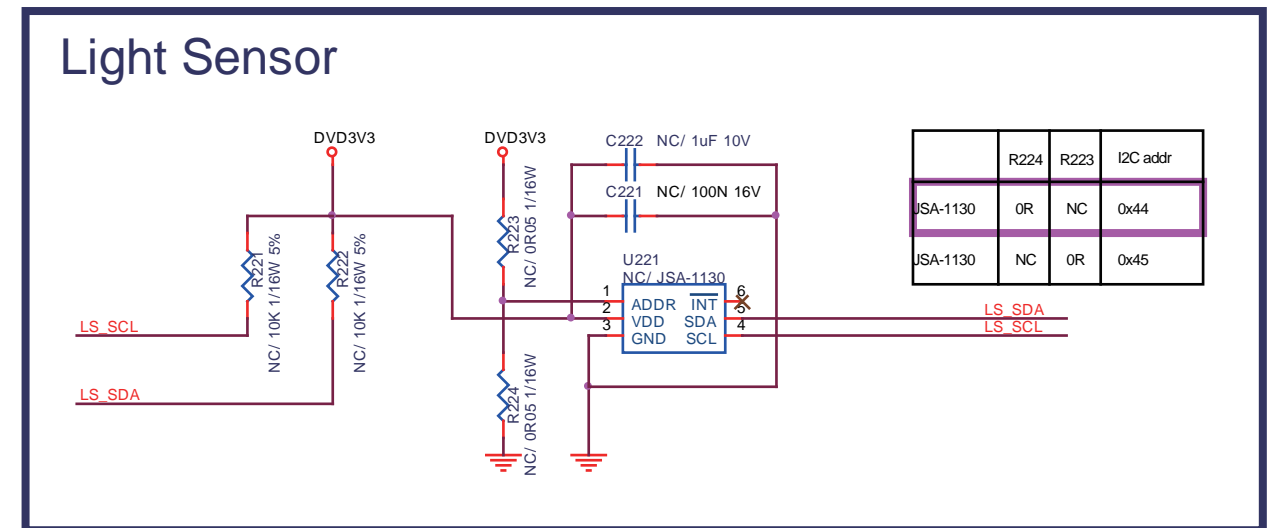 Light Sensor
DVD3V3
DVD3V3
C222 NC/ 1uF 10V
C221 NC/ 100N 16V
R221
NC/ 10K 1/16W 5%
R222
NC/ 10K 1/16W 5%
R223
NC/ 0R05 1/16W
R224
NC/ 0R05 1/16W
U221
NC/ JSA-1130
1 ADDR INT 6
2 VDD SDA 5
3 GND SCL 4
LS_SCL
LS_SDA
LS_SDA
LS_SCL
R224 R223 I2C addr
JSA-1130 0R NC 0x44
JSA-1130 NC 0R 0x45